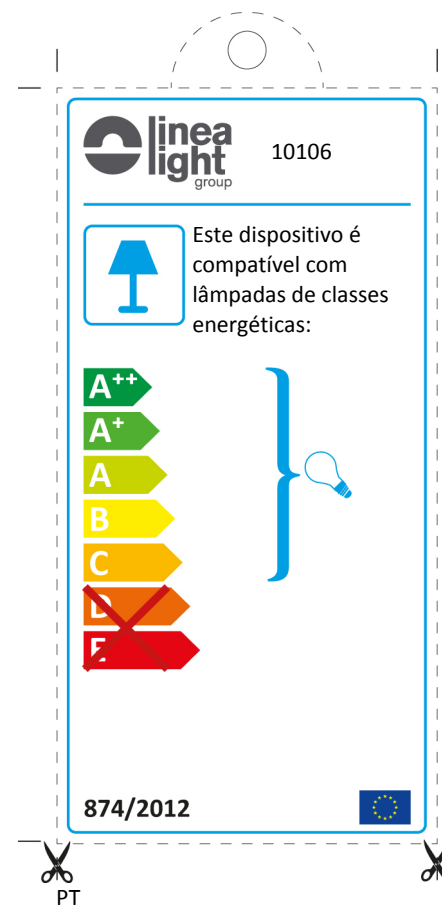 linea
light
group
10106
Este dispositivo é
compatível com
lâmpadas de classes
energéticas:
A++
A+
A
B
C
D
E
874/2012
PT